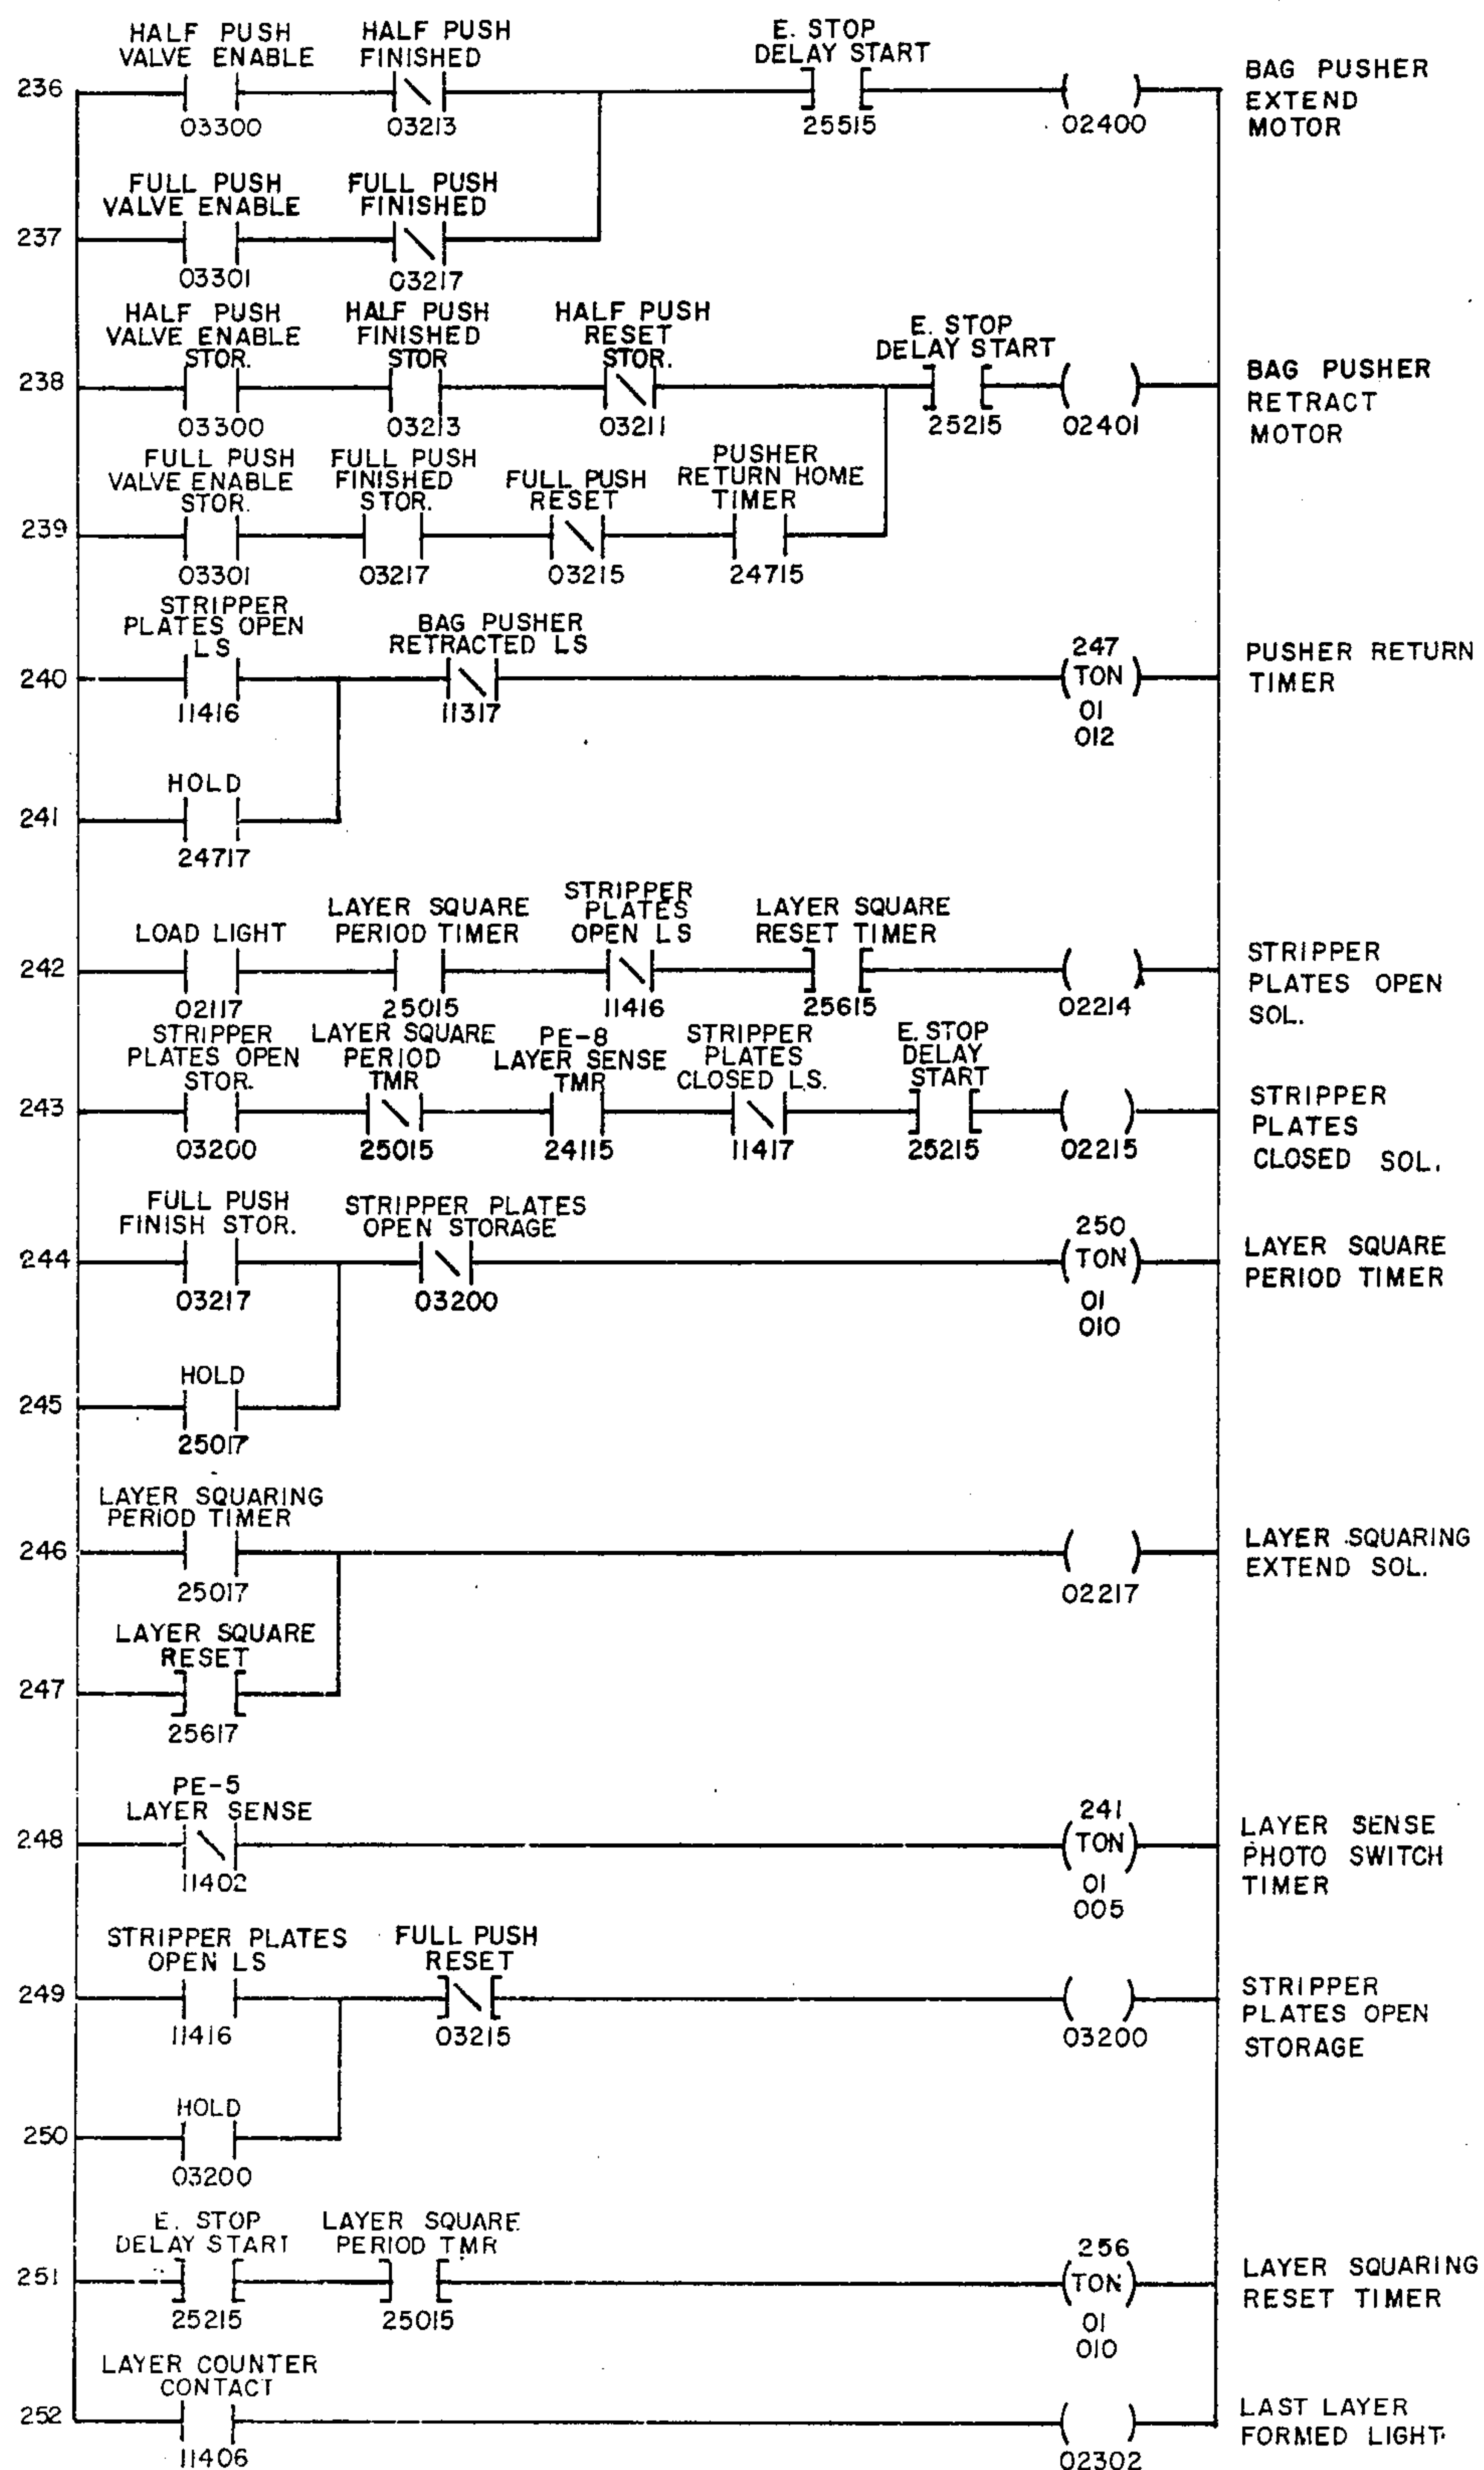 HALF PUSH
VALVE ENABLE
HALF PUSH
FINISHED
E. STOP
DELAY START
236
03300
03213
25515
02400
BAG PUSHER
EXTEND
MOTOR
FULL PUSH
VALVE ENABLE
FULL PUSH
FINISHED
237
03301
03217
HALF PUSH
VALVE ENABLE
STOR.
HALF PUSH
FINISHED
STOR
HALF PUSH
RESET
STOR.
E. STOP
DELAY START
238
03300
03213
03211
25215
02401
BAG PUSHER
RETRACT
MOTOR
FULL PUSH
VALVE ENABLE
STOR.
FULL PUSH
FINISHED
STOR.
FULL PUSH
RESET
PUSHER
RETURN HOME
TIMER
239
03301
03217
03215
24715
STRIPPER
PLATES OPEN
LS
BAG PUSHER
RETRACTED LS
240
11416
11317
247
TON
01
012
PUSHER RETURN
TIMER
HOLD
241
24717
LOAD LIGHT
LAYER SQUARE
PERIOD TIMER
STRIPPER
PLATES
OPEN LS
LAYER SQUARE
RESET TIMER
242
02117
25015
11416
25615
02214
STRIPPER
PLATES OPEN
SOL.
STRIPPER
PLATES OPEN
STOR.
LAYER SQUARE
PERIOD
TMR
PE-8
LAYER SENSE
TMR
STRIPPER
PLATES
CLOSED L.S.
E. STOP
DELAY
START
243
03200
25015
24115
11417
25215
02215
STRIPPER
PLATES
CLOSED SOL.
FULL PUSH
FINISH STOR.
STRIPPER PLATES
OPEN STORAGE
244
03217
03200
250
TON
01
010
LAYER SQUARE
PERIOD TIMER
HOLD
245
25017
LAYER SQUARING
PERIOD TIMER
246
25017
02217
LAYER SQUARING
EXTEND SOL.
LAYER SQUARE
RESET
247
25617
PE-5
LAYER SENSE
248
11402
241
TON
01
005
LAYER SENSE
PHOTO SWITCH
TIMER
STRIPPER PLATES
OPEN LS
FULL PUSH
RESET
249
11416
03215
03200
STRIPPER
PLATES OPEN
STORAGE
HOLD
250
03200
E. STOP
DELAY START
LAYER SQUARE
PERIOD TMR
251
25215
25015
256
TON
01
010
LAYER SQUARING
RESET TIMER
LAYER COUNTER
CONTACT
252
11406
02302
LAST LAYER
FORMED LIGHT